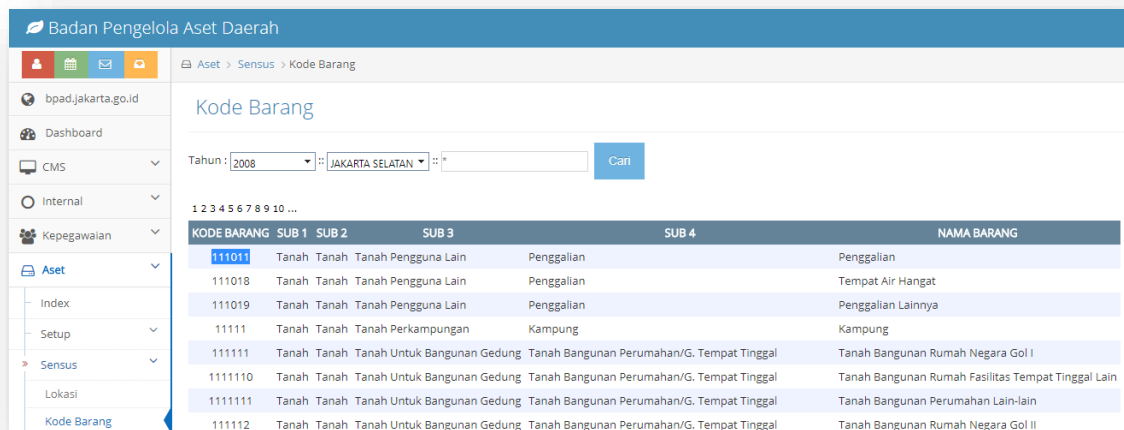 Badan Pengelola Aset Daerah
Aset > Sensus > Kode Barang
bpad.jakarta.go.id
Dashboard
CMS
Internal
Kepegawaian
Aset
Index
Setup
Sensus
Lokasi
Kode Barang
Kode Barang
Tahun : 2008 :: JAKARTA SELATAN :: * Cari
1 2 3 4 5 6 7 8 9 10 ...
KODE BARANG SUB 1 SUB 2 SUB 3 SUB 4 NAMA BARANG
111011 Tanah Tanah Tanah Pengguna Lain Penggalian Penggalian
111018 Tanah Tanah Tanah Pengguna Lain Penggalian Tempat Air Hangat
111019 Tanah Tanah Tanah Pengguna Lain Penggalian Penggalian Lainnya
11111 Tanah Tanah Tanah Perkampungan Kampung Kampung
111111 Tanah Tanah Tanah Untuk Bangunan Gedung Tanah Bangunan Perumahan/G. Tempat Tinggal Tanah Bangunan Rumah Negara Gol I
1111110 Tanah Tanah Tanah Untuk Bangunan Gedung Tanah Bangunan Perumahan/G. Tempat Tinggal Tanah Bangunan Rumah Fasilitas Tempat Tinggal Lain
1111111 Tanah Tanah Tanah Untuk Bangunan Gedung Tanah Bangunan Perumahan/G. Tempat Tinggal Tanah Bangunan Perumahan Lain-lain
111112 Tanah Tanah Tanah Untuk Bangunan Gedung Tanah Bangunan Perumahan/G. Tempat Tinggal Tanah Bangunan Rumah Negara Gol II